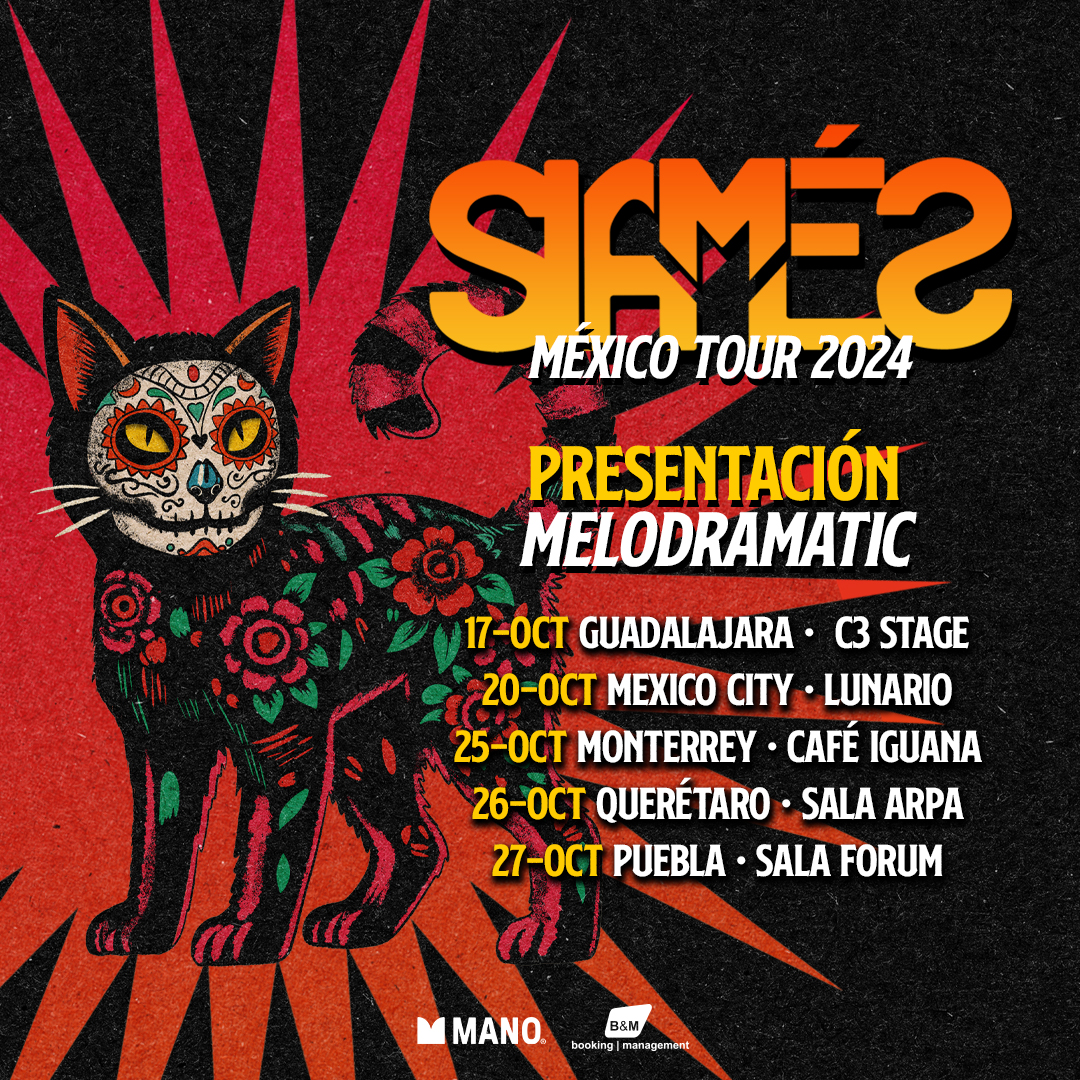 SIAMÉS
MÉXICO TOUR 2024
PRESENTACIÓN
MELODRAMATIC
17-OCT GUADALAJARA • C3 STAGE
20-OCT MEXICO CITY • LUNARIO
25-OCT MONTERREY • CAFÉ IGUANA
26-OCT QUERÉTARO • SALA ARPA
27-OCT PUEBLA • SALA FORUM
MANO®
B&M
booking | management